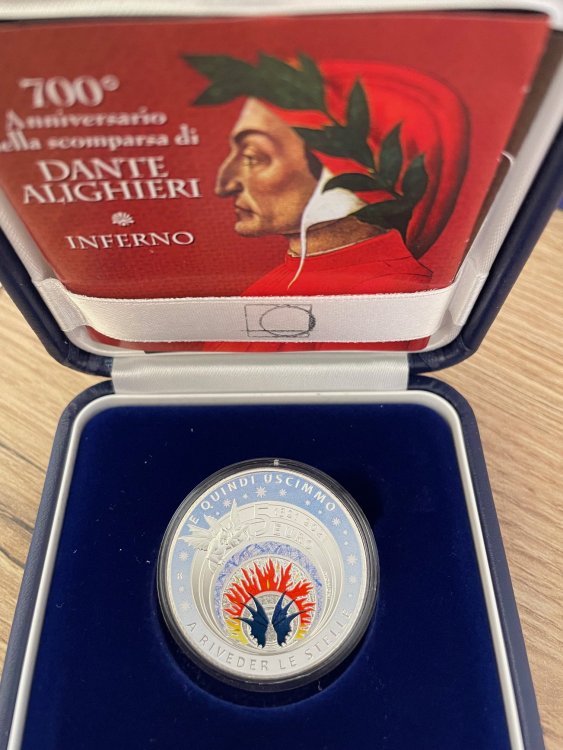 700°
Anniversario
ella scomparsa di
DANTE
ALIGHIERI
INFERNO
E QUINDI USCIMMO
5
EURO
R
A RIVEDER LE STELLE